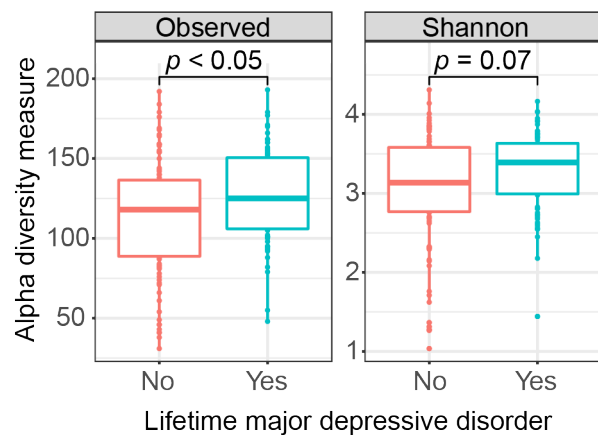 Observed
Shannon
Alpha diversity measure
200
150
100
50
p < 0.05
No
Yes
4
3
2
1
p = 0.07
No
Yes
Lifetime major depressive disorder